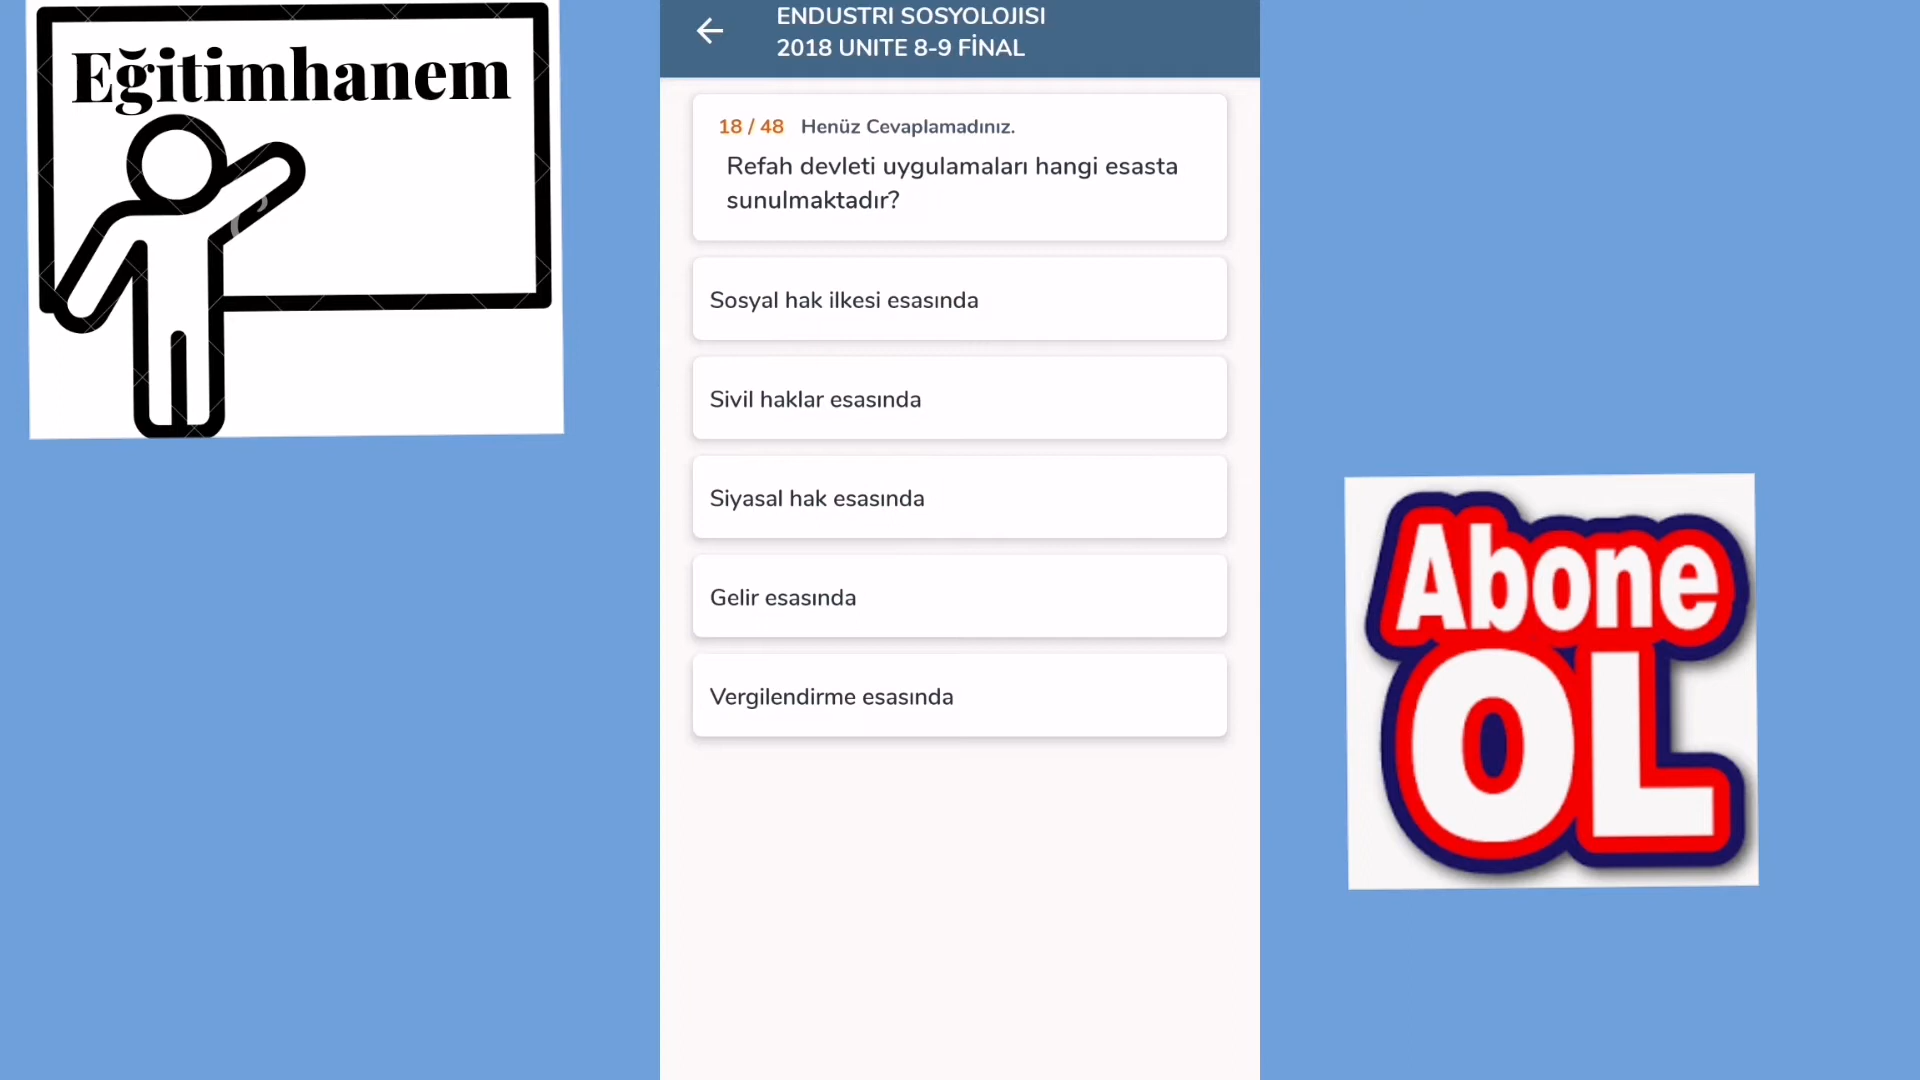 Eğitimhanem
ENDUSTRI SOSYOLOJISI
2018 UNITE 8-9 FİNAL
18 / 48 Henüz Cevaplamadınız.
Refah devleti uygulamaları hangi esasta
sunulmaktadır?
Sosyal hak ilkesi esasında
Sivil haklar esasında
Siyasal hak esasında
Gelir esasında
Vergilendirme esasında
Abone
OL